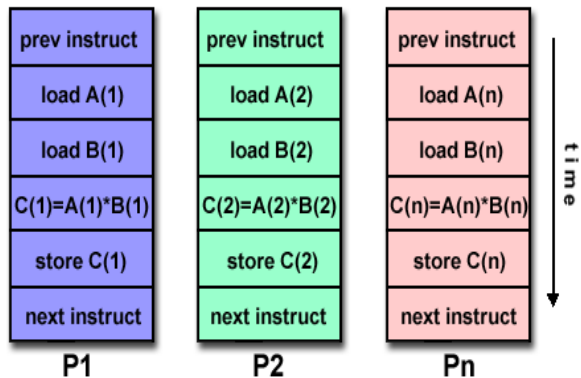 prev instruct
load A(1)
load B(1)
C(1)=A(1)*B(1)
store C(1)
next instruct
P1
prev instruct
load A(2)
load B(2)
C(2)=A(2)*B(2)
store C(2)
next instruct
P2
prev instruct
load A(n)
load B(n)
C(n)=A(n)*B(n)
store C(n)
next instruct
Pn
time